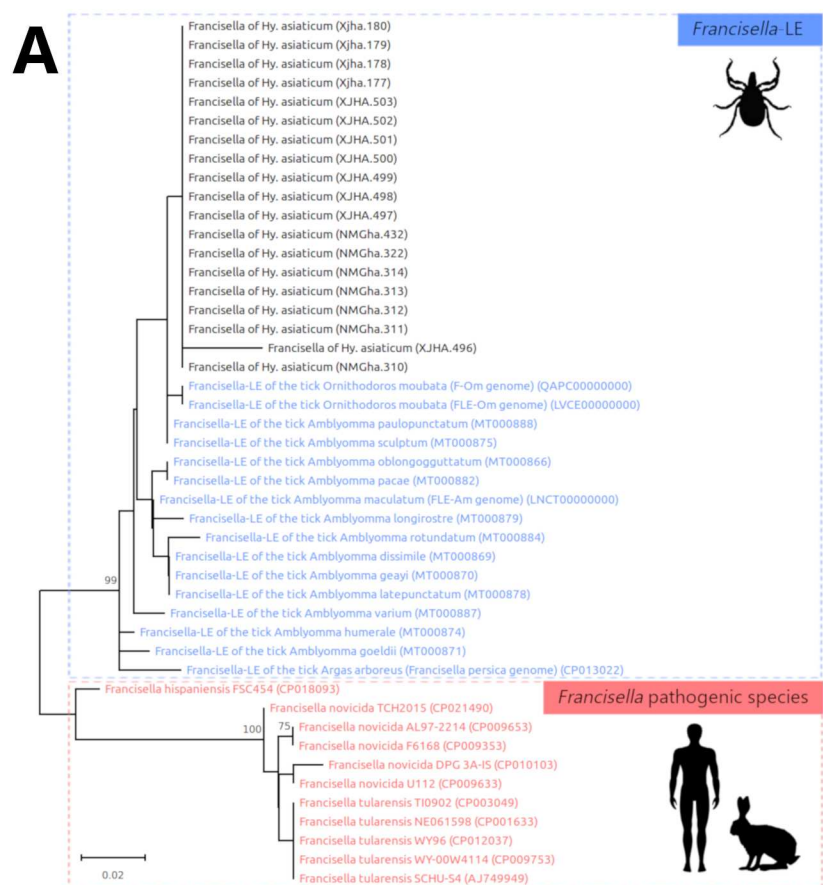 A
Francisella-LE
Francisella of Hy. asiaticum (Xjha.180)
Francisella of Hy. asiaticum (Xjha.179)
Francisella of Hy. asiaticum (Xjha.178)
Francisella of Hy. asiaticum (Xjha.177)
Francisella of Hy. asiaticum (XJHA.503)
Francisella of Hy. asiaticum (XJHA.502)
Francisella of Hy. asiaticum (XJHA.501)
Francisella of Hy. asiaticum (XJHA.500)
Francisella of Hy. asiaticum (XJHA.499)
Francisella of Hy. asiaticum (XJHA.498)
Francisella of Hy. asiaticum (XJHA.497)
Francisella of Hy. asiaticum (NMGha.432)
Francisella of Hy. asiaticum (NMGha.322)
Francisella of Hy. asiaticum (NMGha.314)
Francisella of Hy. asiaticum (NMGha.313)
Francisella of Hy. asiaticum (NMGha.312)
Francisella of Hy. asiaticum (NMGha.311)
Francisella of Hy. asiaticum (XJHA.496)
Francisella of Hy. asiaticum (NMGha.310)
Francisella-LE of the tick Ornithodoros moubata (F-Om genome) (QAPC00000000)
Francisella-LE of the tick Ornithodoros moubata (FLE-Om genome) (LVCE00000000)
Francisella-LE of the tick Amblyomma paulopunctatum (MT000888)
Francisella-LE of the tick Amblyomma sculptum (MT000875)
Francisella-LE of the tick Amblyomma oblongogguttatum (MT000866)
Francisella-LE of the tick Amblyomma pacae (MT000882)
Francisella-LE of the tick Amblyomma maculatum (FLE-Am genome) (LNCT00000000)
Francisella-LE of the tick Amblyomma longirostre (MT000879)
Francisella-LE of the tick Amblyomma rotundatum (MT000884)
Francisella-LE of the tick Amblyomma dissimile (MT000869)
Francisella-LE of the tick Amblyomma geayi (MT000870)
Francisella-LE of the tick Amblyomma latepunctatum (MT000878)
99
Francisella-LE of the tick Amblyomma varium (MT000887)
Francisella-LE of the tick Amblyomma humerale (MT000874)
Francisella-LE of the tick Amblyomma goeldii (MT000871)
Francisella-LE of the tick Argas arboreus (Francisella persica genome) (CP013022)
Francisella hispaniensis FSC454 (CP018093)
Francisella pathogenic species
Francisella novicida TCH2015 (CP021490)
100
75
Francisella novicida AL97-2214 (CP009653)
Francisella novicida F6168 (CP009353)
Francisella novicida DPG 3A-IS (CP010103)
Francisella novicida U112 (CP009633)
Francisella tularensis TI0902 (CP003049)
Francisella tularensis NE061598 (CP001633)
Francisella tularensis WY96 (CP012037)
Francisella tularensis WY-00W4114 (CP009753)
Francisella tularensis SCHU-S4 (AJ749949)
0.02